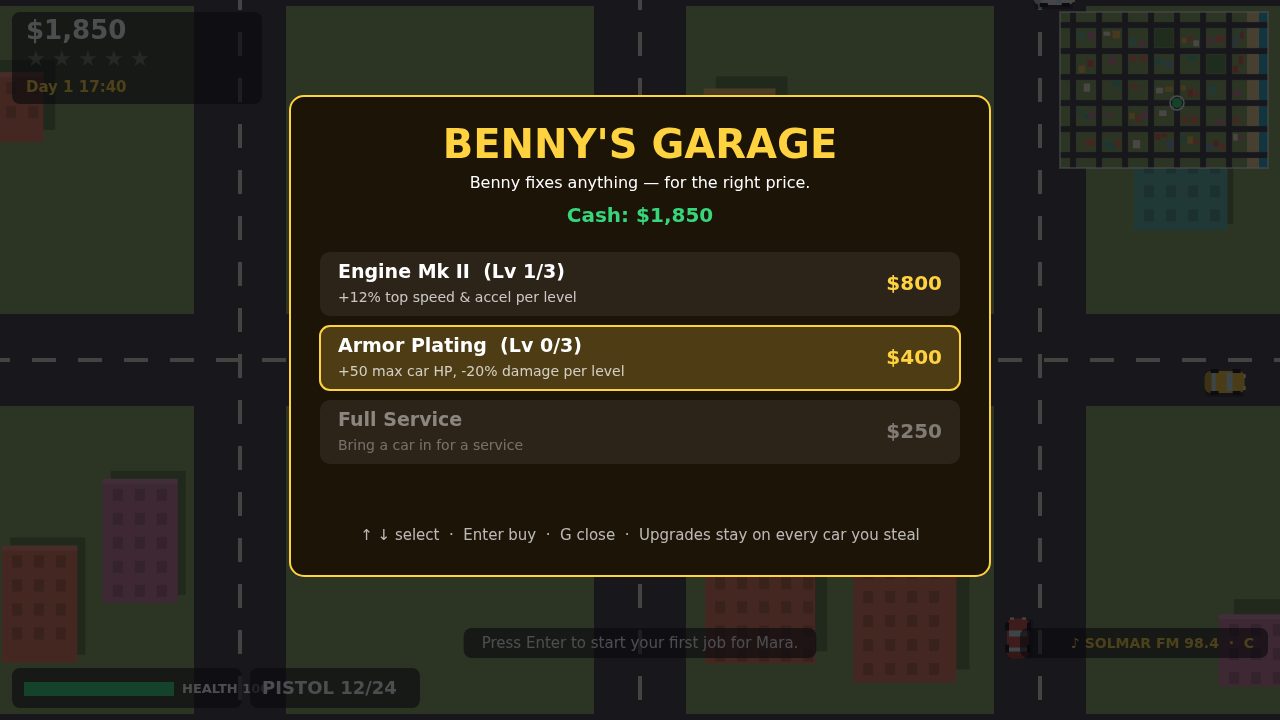 $1,850
★ ★ ★ ★ ★
Day 1 17:40
BENNY'S GARAGE
Benny fixes anything — for the right price.
Cash: $1,850
Engine Mk II (Lv 1/3)
+12% top speed & accel per level
$800
Armor Plating (Lv 0/3)
+50 max car HP, -20% damage per level
$400
Full Service
Bring a car in for a service
$250
↑ ↓ select · Enter buy · G close · Upgrades stay on every car you steal
Press Enter to start your first job for Mara.
♪ SOLMAR FM 98.4 · C
HEALTH
PISTOL 12/24